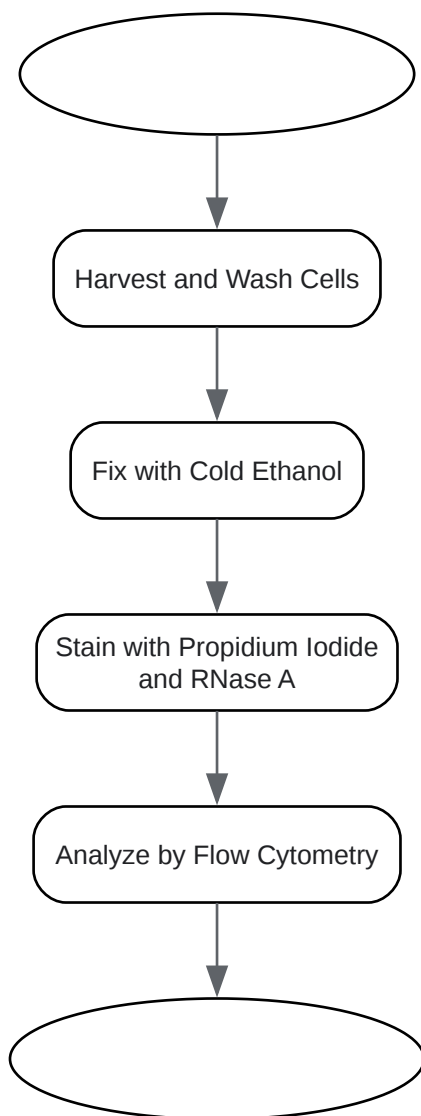 Harvest and Wash Cells
Fix with Cold Ethanol
Stain with Propidium Iodide
and RNase A
Analyze by Flow Cytometry